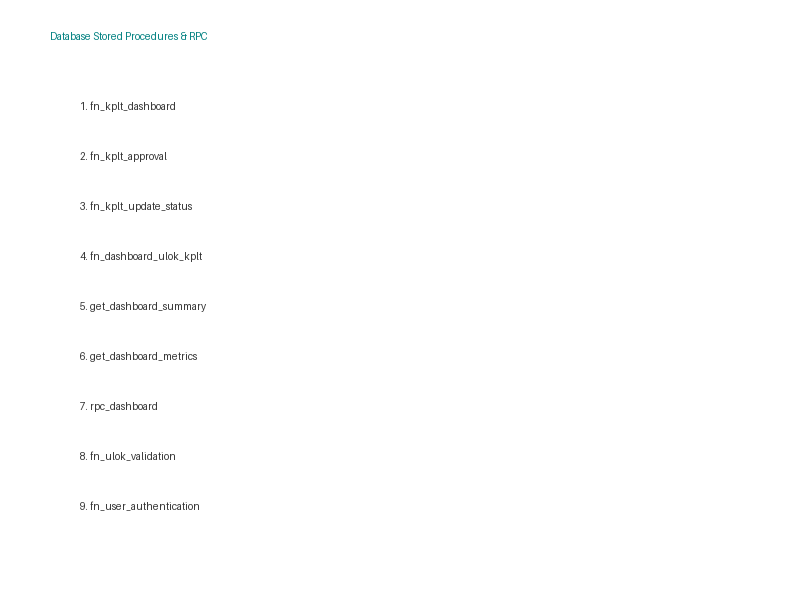 Database Stored Procedures & RPC
1. fn_kplt_dashboard
2. fn_kplt_approval
3. fn_kplt_update_status
4. fn_dashboard_ulok_kplt
5. get_dashboard_summary
6. get_dashboard_metrics
7. rpc_dashboard
8. fn_ulok_validation
9. fn_user_authentication